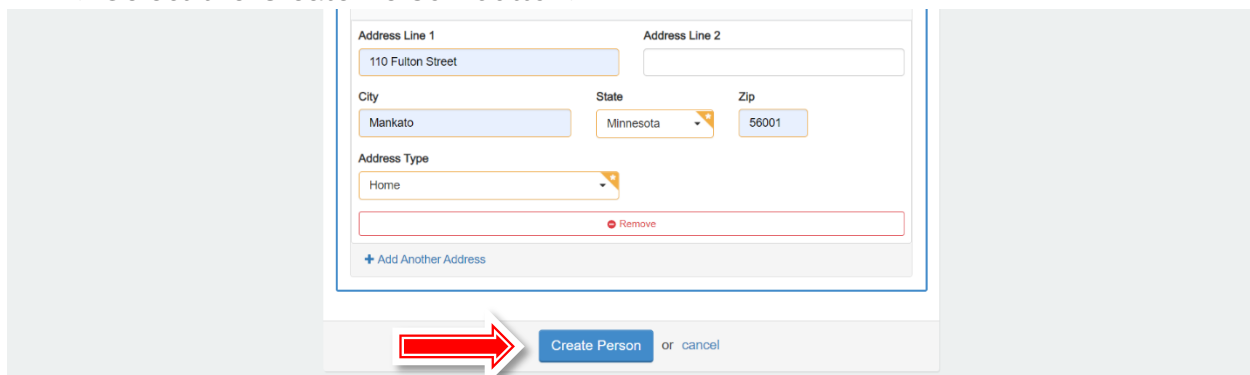 Address Line 1 Address Line 2
110 Fulton Street
City State Zip
Mankato Minnesota 56001
Address Type
Home
Remove
Add Another Address
Create Person or cancel